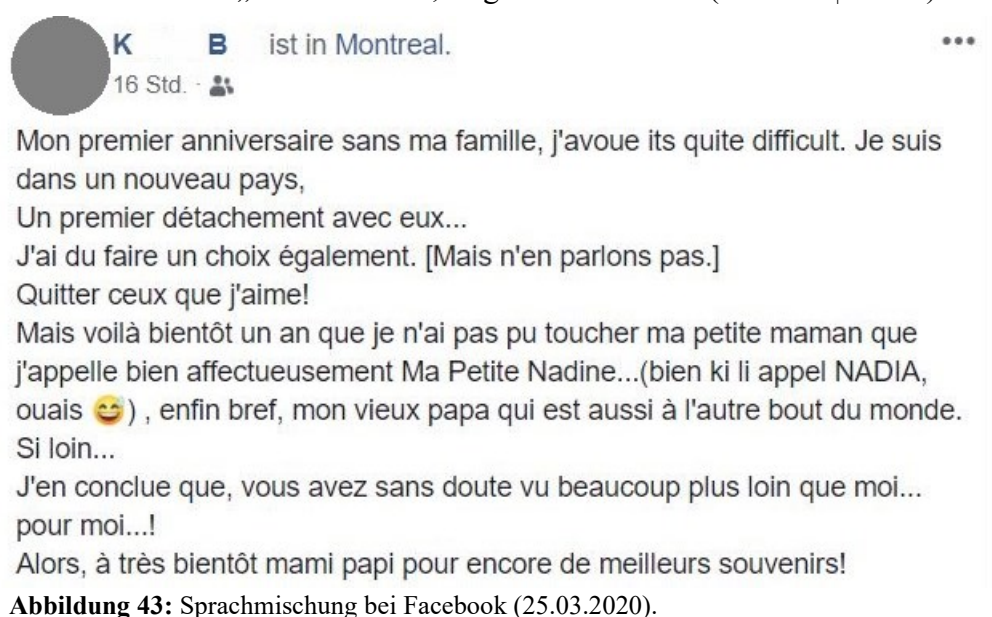 K B ist in Montreal.
16 Std. ·
Mon premier anniversaire sans ma famille, j'avoue its quite difficult. Je suis
dans un nouveau pays,
Un premier détachement avec eux...
J'ai du faire un choix également. [Mais n'en parlons pas.]
Quitter ceux que j'aime!
Mais voilà bientôt un an que je n'ai pas pu toucher ma petite maman que
j'appelle bien affectueusement Ma Petite Nadine...(bien ki li appel NADIA,
ouais 😅) , enfin bref, mon vieux papa qui est aussi à l'autre bout du monde.
Si loin...
J'en conclue que, vous avez sans doute vu beaucoup plus loin que moi...
pour moi...!
Alors, à très bientôt mami papi pour encore de meilleurs souvenirs!
Abbildung 43: Sprachmischung bei Facebook (25.03.2020).